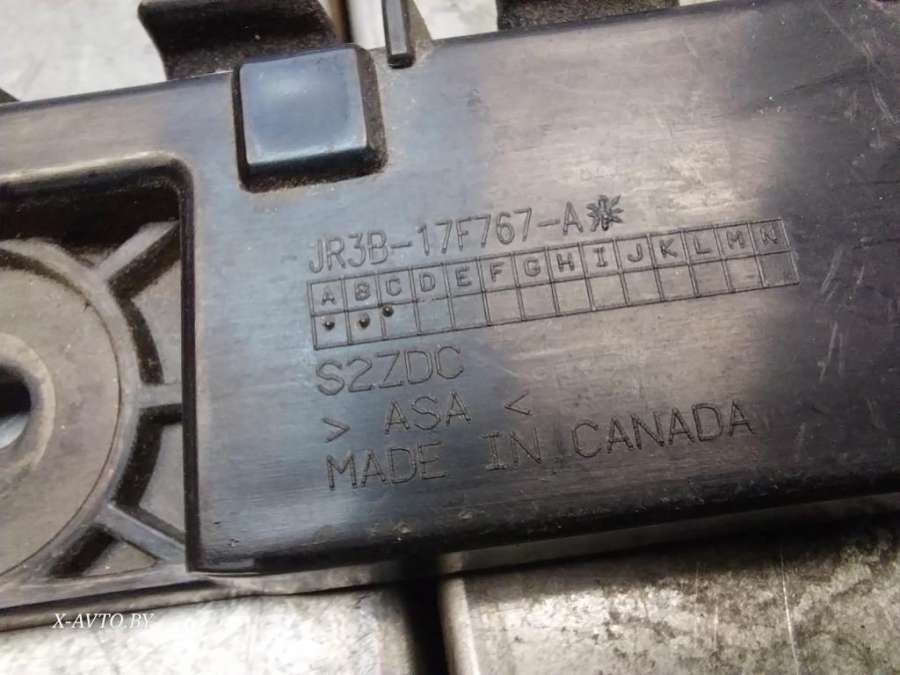 JR3B-17F767-A*
A B C D E F G H I J K L M N
S2ZDC
> ASA <
MADE IN CANADA
X-AVTO.BY